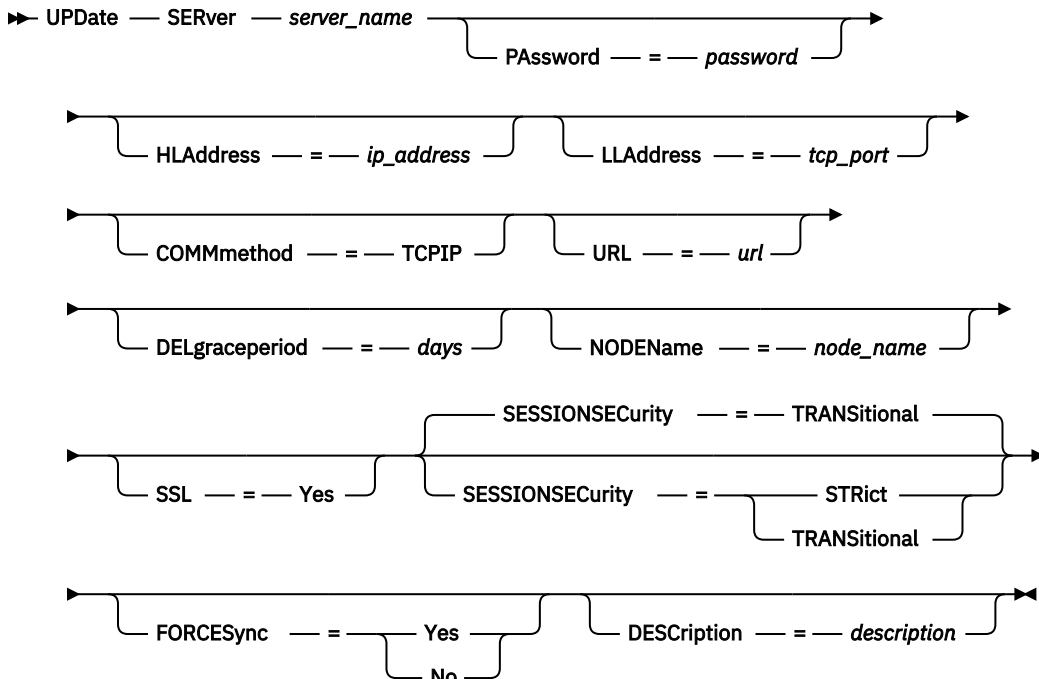 UPDate SERver server_name
PAssword = password
HLAddress = ip_address LLAddress = tcp_port
COMMmethod = TCPIP URL = url
DELgraceperiod = days NODEName = node_name
SESSIONSECurity = TRANSitional
SSL = Yes SESSIONSECurity = STRict
TRANSitional
FORCESync = Yes DESCription = description
No